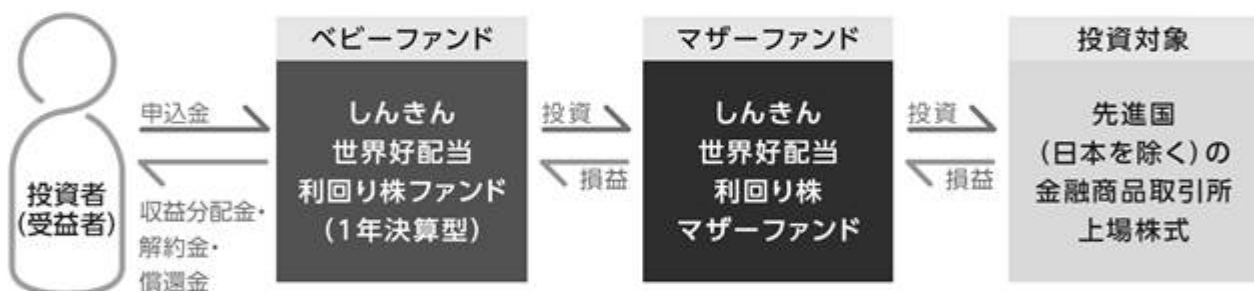 ベビーファンド
マザーファンド
投資対象
投資者
(受益者)
申込金
収益分配金・
解約金・
償還金
しんきん
世界好配当
利回り株ファンド
(1年決算型)
投資
損益
しんきん
世界好配当
利回り株
マザーファンド
投資
損益
先進国
(日本を除く)の
金融商品取引所
上場株式